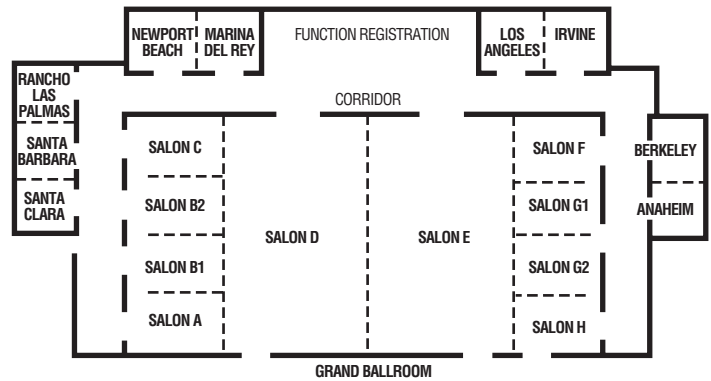 NEWPORT
BEACH
MARINA
DEL REY
FUNCTION REGISTRATION
LOS
ANGELES
IRVINE
RANCHO
LAS
PALMAS
CORRIDOR
SANTA
BARBARA
SALON C
SALON F
BERKELEY
SANTA
CLARA
SALON B2
SALON G1
ANAHEIM
SALON D
SALON E
SALON B1
SALON G2
SALON A
SALON H
GRAND BALLROOM